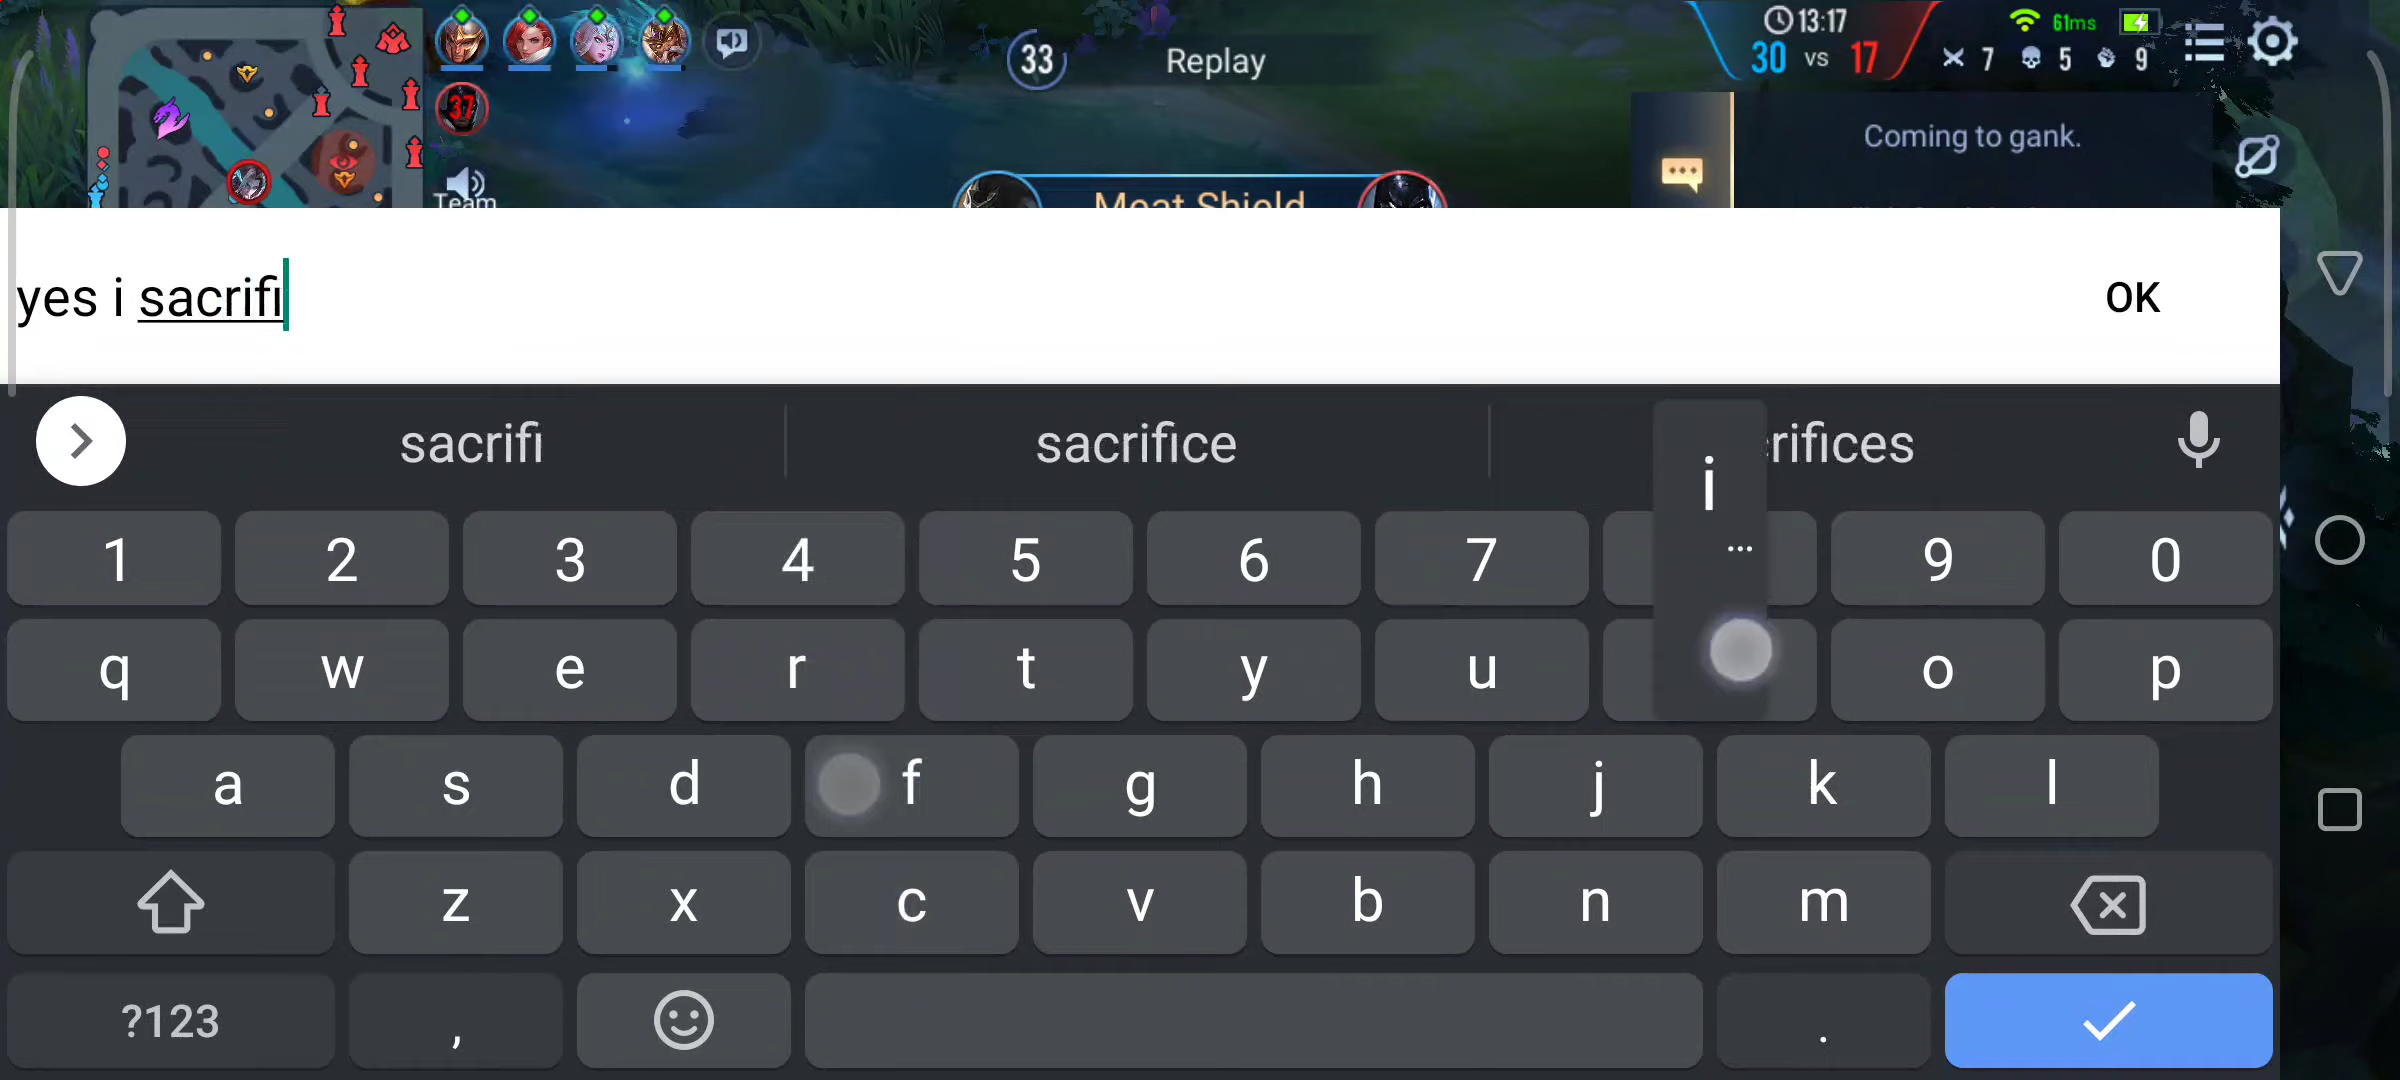 13:17
61ms
30 vs 17
7 5 9
33
Replay
37
Team
Meat Shield
Coming to gank.
yes i sacrifi
OK
sacrifi
sacrifice
rifices
i
...
1 2 3 4 5 6 7 9 0
q w e r t y u o p
a s d f g h j k l
z x c v b n m
?123 , .